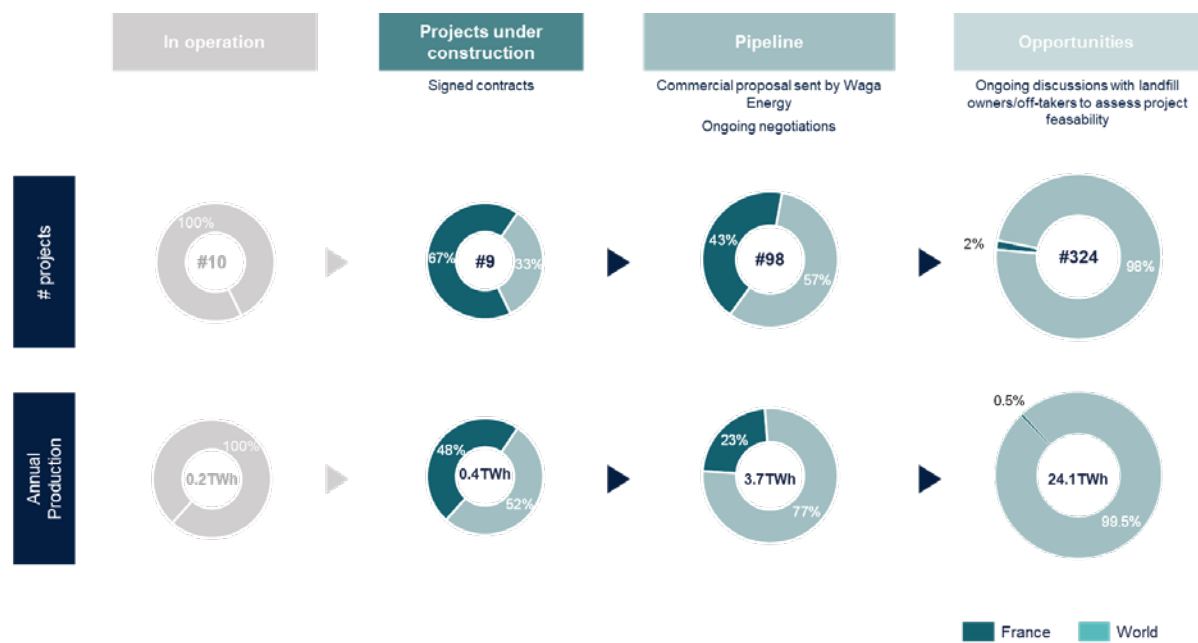 In operation
Projects under
construction
Pipeline
Opportunities
Signed contracts
Commercial proposal sent by Waga
Energy
Ongoing negotiations
Ongoing discussions with landfill
owners/off-takers to assess project
feasability
# projects
100%
#10
67%
#9
33%
43%
#98
57%
2%
#324
98%
Annual
Production
100%
0.2TWh
48%
0.4TWh
52%
23%
3.7TWh
77%
0.5%
24.1TWh
99.5%
France
World